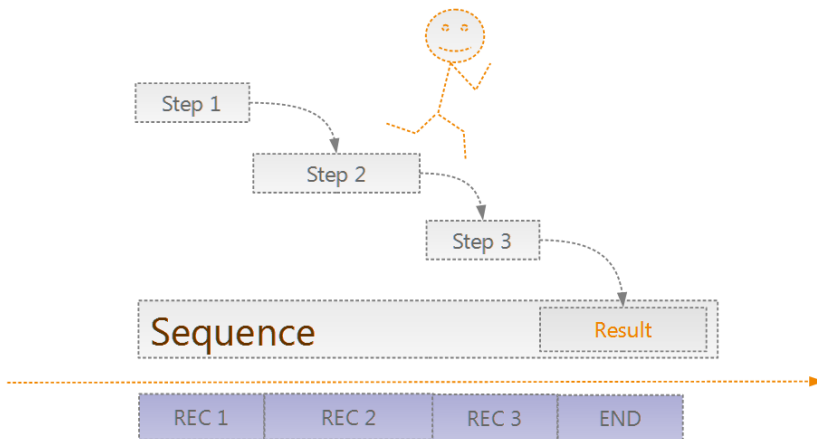 Step 1
Step 2
Step 3
Sequence
Result
REC 1
REC 2
REC 3
END